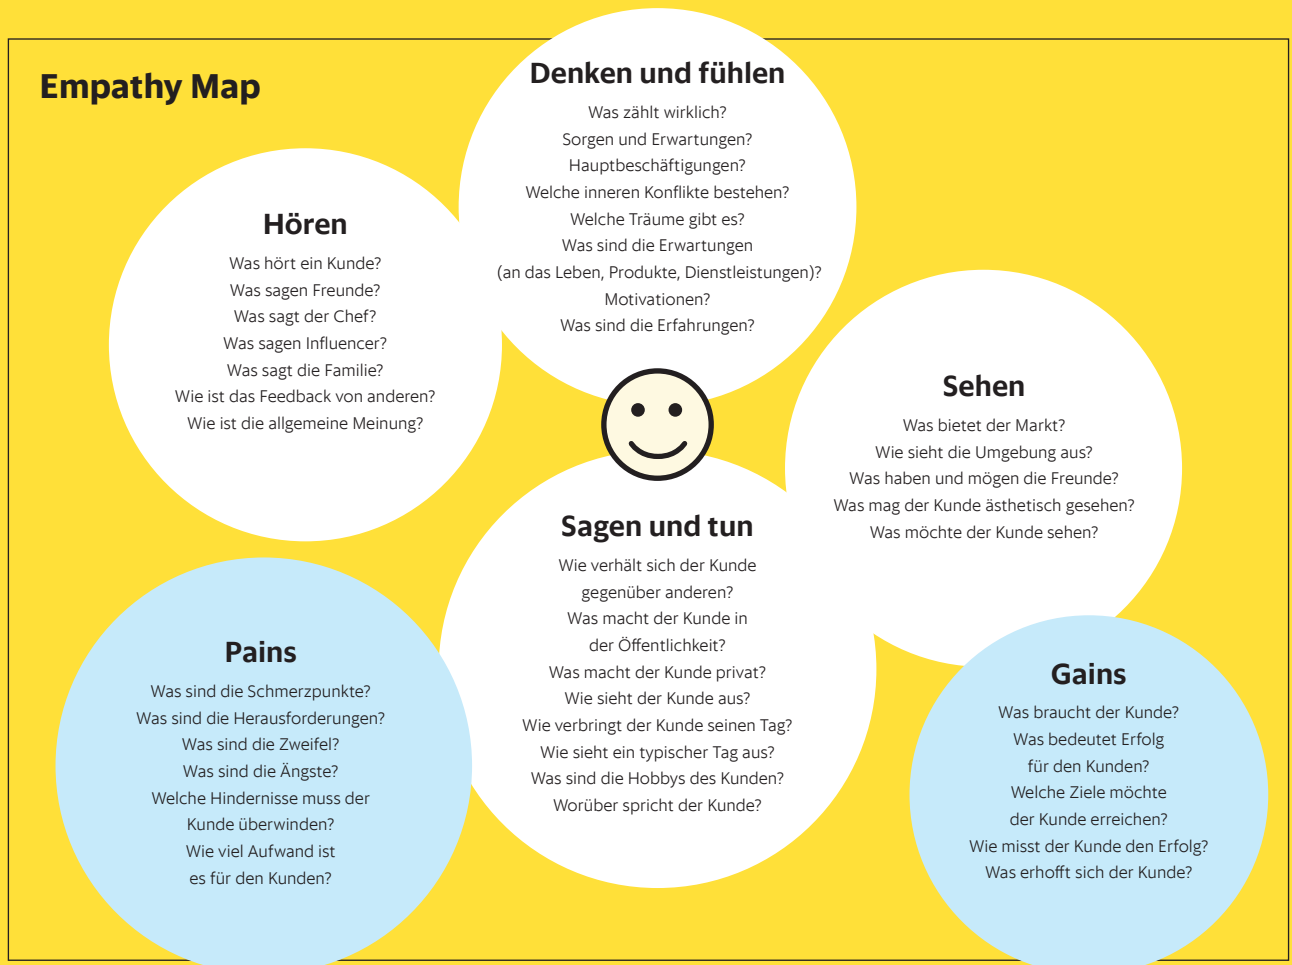 Empathy Map
Denken und fühlen
Was zählt wirklich?
Sorgen und Erwartungen?
Hauptbeschäftigungen?
Welche inneren Konflikte bestehen?
Welche Träume gibt es?
Was sind die Erwartungen
(an das Leben, Produkte, Dienstleistungen)?
Motivationen?
Was sind die Erfahrungen?
Hören
Was hört ein Kunde?
Was sagen Freunde?
Was sagt der Chef?
Was sagen Influencer?
Was sagt die Familie?
Wie ist das Feedback von anderen?
Wie ist die allgemeine Meinung?
Sehen
Was bietet der Markt?
Wie sieht die Umgebung aus?
Was haben und mögen die Freunde?
Was mag der Kunde ästhetisch gesehen?
Was möchte der Kunde sehen?
Sagen und tun
Wie verhält sich der Kunde
gegenüber anderen?
Was macht der Kunde in
der Öffentlichkeit?
Was macht der Kunde privat?
Wie sieht der Kunde aus?
Wie verbringt der Kunde seinen Tag?
Wie sieht ein typischer Tag aus?
Was sind die Hobbys des Kunden?
Worüber spricht der Kunde?
Pains
Was sind die Schmerzpunkte?
Was sind die Herausforderungen?
Was sind die Zweifel?
Was sind die Ängste?
Welche Hindernisse muss der
Kunde überwinden?
Wie viel Aufwand ist
es für den Kunden?
Gains
Was braucht der Kunde?
Was bedeutet Erfolg
für den Kunden?
Welche Ziele möchte
der Kunde erreichen?
Wie misst der Kunde den Erfolg?
Was erhofft sich der Kunde?